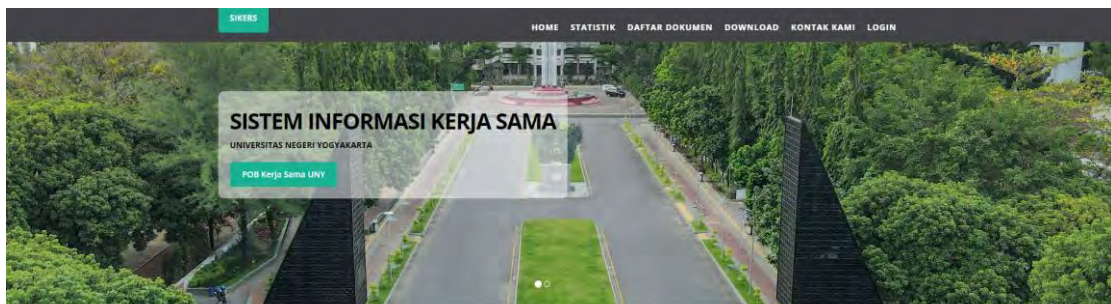 SIKERS
HOME STATISTIK DAFTAR DOKUMEN DOWNLOAD KONTAK KAMI LOGIN
SISTEM INFORMASI KERJA SAMA
UNIVERSITAS NEGERI YOGYAKARTA
POB Kerja Sama UNY